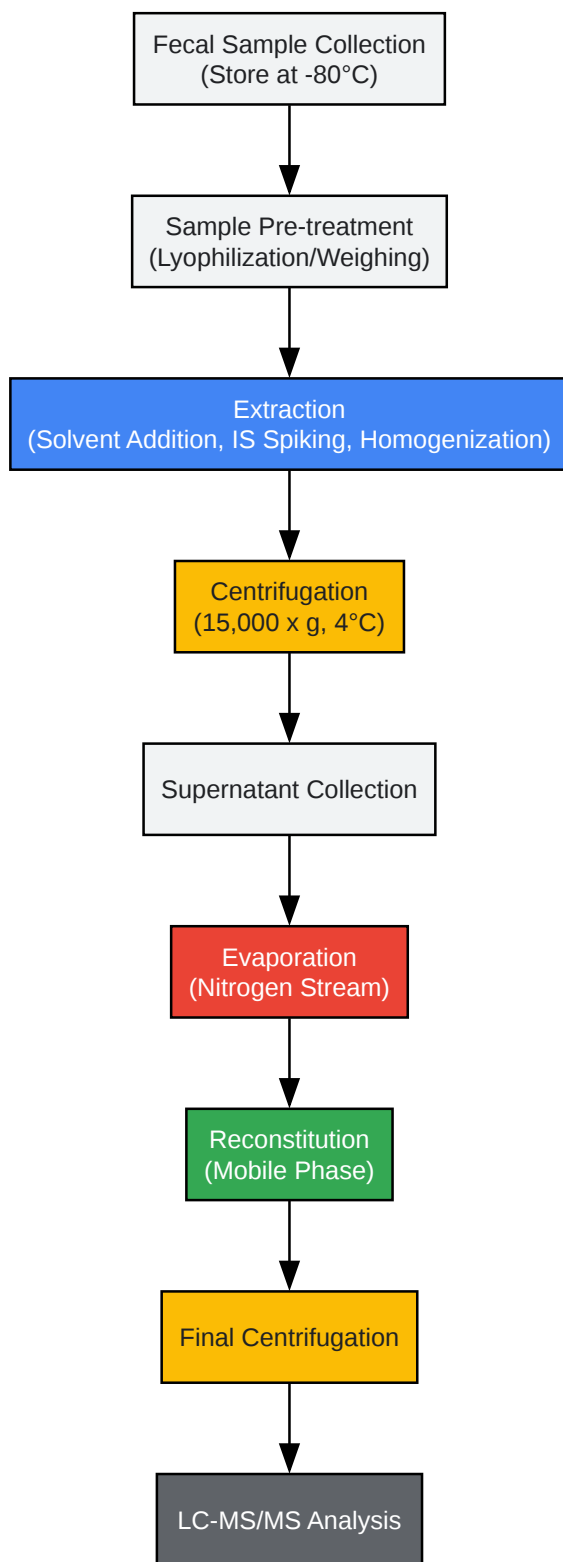 Fecal Sample Collection
(Store at -80°C)
Sample Pre-treatment
(Lyophilization/Weighing)
Extraction
(Solvent Addition, IS Spiking, Homogenization)
Centrifugation
(15,000 x g, 4°C)
Supernatant Collection
Evaporation
(Nitrogen Stream)
Reconstitution
(Mobile Phase)
Final Centrifugation
LC-MS/MS Analysis